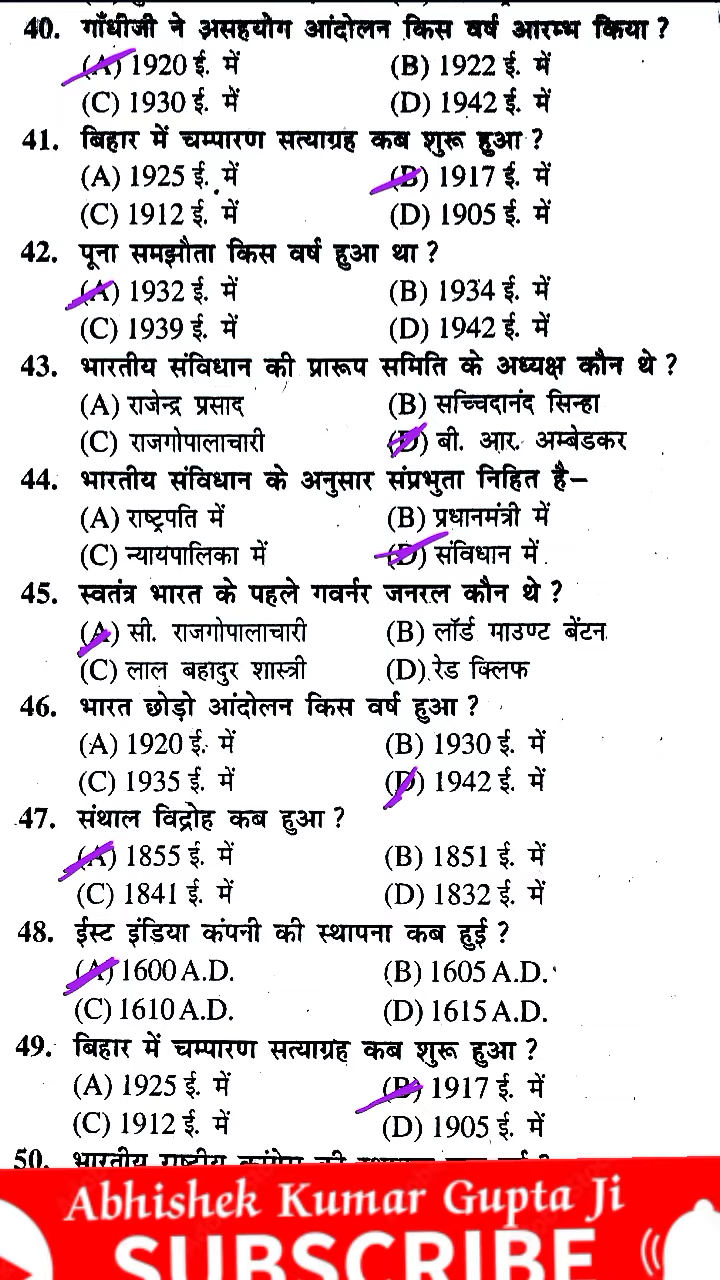 40. गाँधीजी ने असहयोग आंदोलन किस वर्ष आरम्भ किया ?
(A) 1920 ई. में (B) 1922 ई. में
(C) 1930 ई. में (D) 1942 ई. में
41. बिहार में चम्पारण सत्याग्रह कब शुरू हुआ ?
(A) 1925 ई. में (B) 1917 ई. में
(C) 1912 ई. में (D) 1905 ई. में
42. पूना समझौता किस वर्ष हुआ था ?
(A) 1932 ई. में (B) 1934 ई. में
(C) 1939 ई. में (D) 1942 ई. में
43. भारतीय संविधान की प्रारूप समिति के अध्यक्ष कौन थे ?
(A) राजेन्द्र प्रसाद (B) सच्चिदानंद सिन्हा
(C) राजगोपालाचारी (D) बी. आर. अम्बेडकर
44. भारतीय संविधान के अनुसार संप्रभुता निहित है–
(A) राष्ट्रपति में (B) प्रधानमंत्री में
(C) न्यायपालिका में (D) संविधान में
45. स्वतंत्र भारत के पहले गवर्नर जनरल कौन थे ?
(A) सी. राजगोपालाचारी (B) लॉर्ड माउण्ट बेंटन
(C) लाल बहादुर शास्त्री (D) रेड क्लिफ
46. भारत छोड़ो आंदोलन किस वर्ष हुआ ?
(A) 1920 ई. में (B) 1930 ई. में
(C) 1935 ई. में (D) 1942 ई. में
47. संथाल विद्रोह कब हुआ ?
(A) 1855 ई. में (B) 1851 ई. में
(C) 1841 ई. में (D) 1832 ई. में
48. ईस्ट इंडिया कंपनी की स्थापना कब हुई ?
(A) 1600 A.D. (B) 1605 A.D.
(C) 1610 A.D. (D) 1615 A.D.
49. बिहार में चम्पारण सत्याग्रह कब शुरू हुआ ?
(A) 1925 ई. में (B) 1917 ई. में
(C) 1912 ई. में (D) 1905 ई. में
50. भारतीय राष्ट्रीय कांग्रेस की
Abhishek Kumar Gupta Ji
SUBSCRIBE